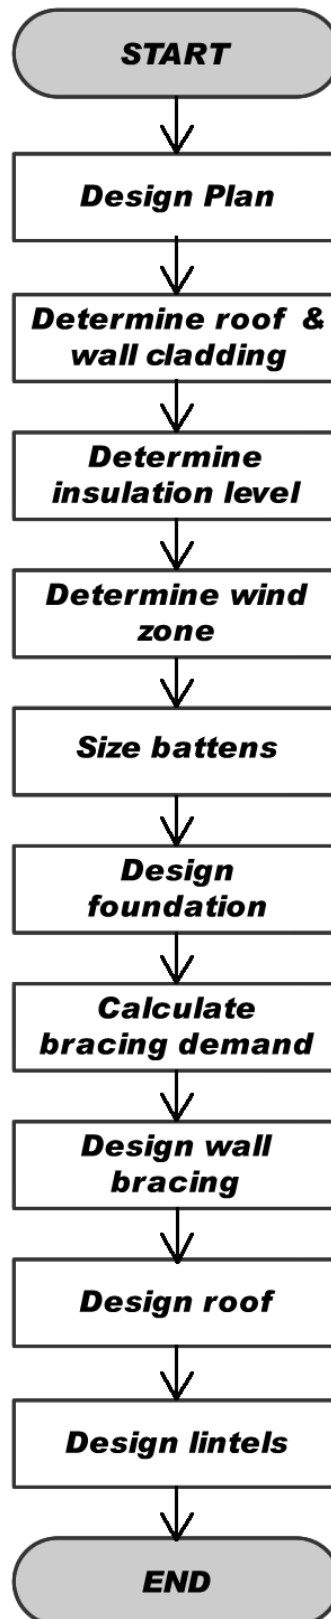 START
Design Plan
Determine roof &
wall cladding
Determine
insulation level
Determine wind
zone
Size battens
Design
foundation
Calculate
bracing demand
Design wall
bracing
Design roof
Design lintels
END